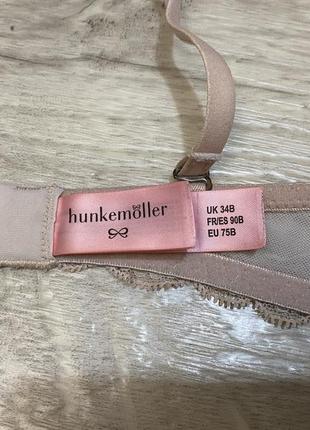 hunkemöller
UK 34B
FR/ES 90B
EU 75B